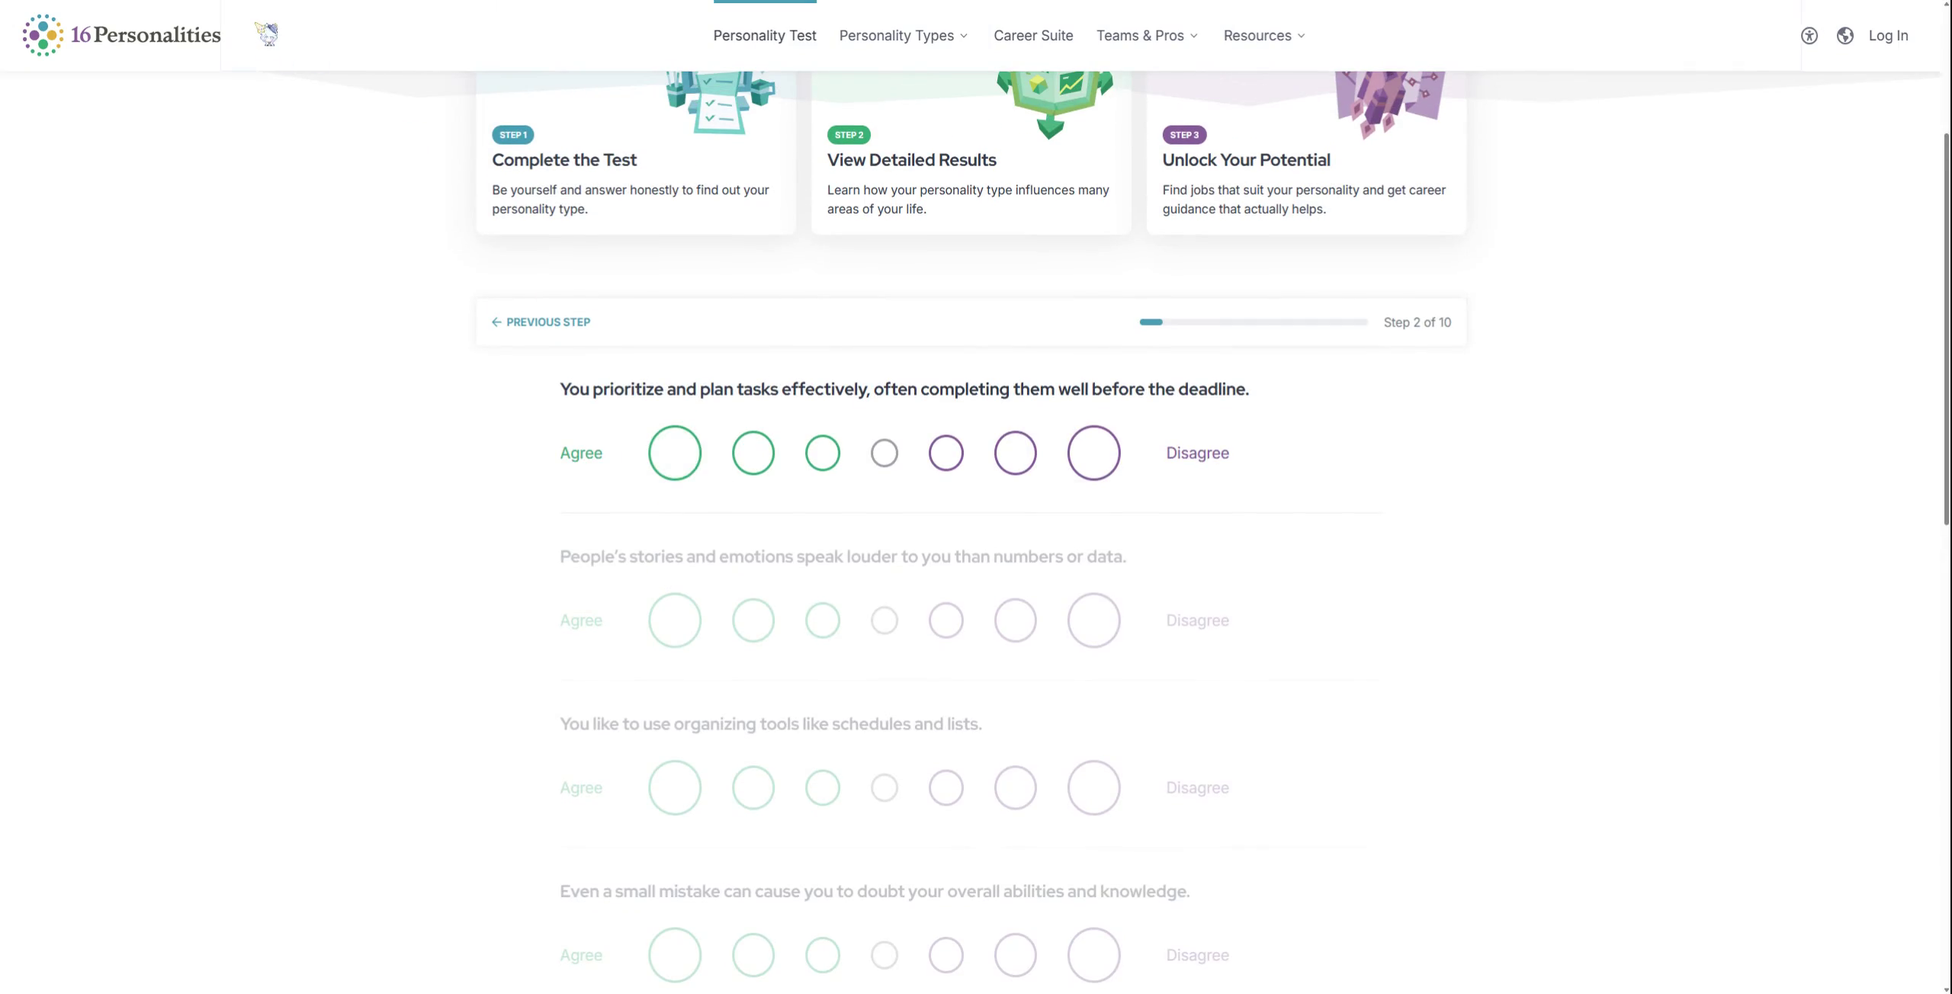 16Personalities
Personality Test
Personality Types
Career Suite
Teams & Pros
Resources
Log In
STEP 1
Complete the Test
Be yourself and answer honestly to find out your
personality type.
STEP 2
View Detailed Results
Learn how your personality type influences many
areas of your life.
STEP 3
Unlock Your Potential
Find jobs that suit your personality and get career
guidance that actually helps.
← PREVIOUS STEP
Step 2 of 10
You prioritize and plan tasks effectively, often completing them well before the deadline.
Agree
Disagree
People’s stories and emotions speak louder to you than numbers or data.
Agree
Disagree
You like to use organizing tools like schedules and lists.
Agree
Disagree
Even a small mistake can cause you to doubt your overall abilities and knowledge.
Agree
Disagree